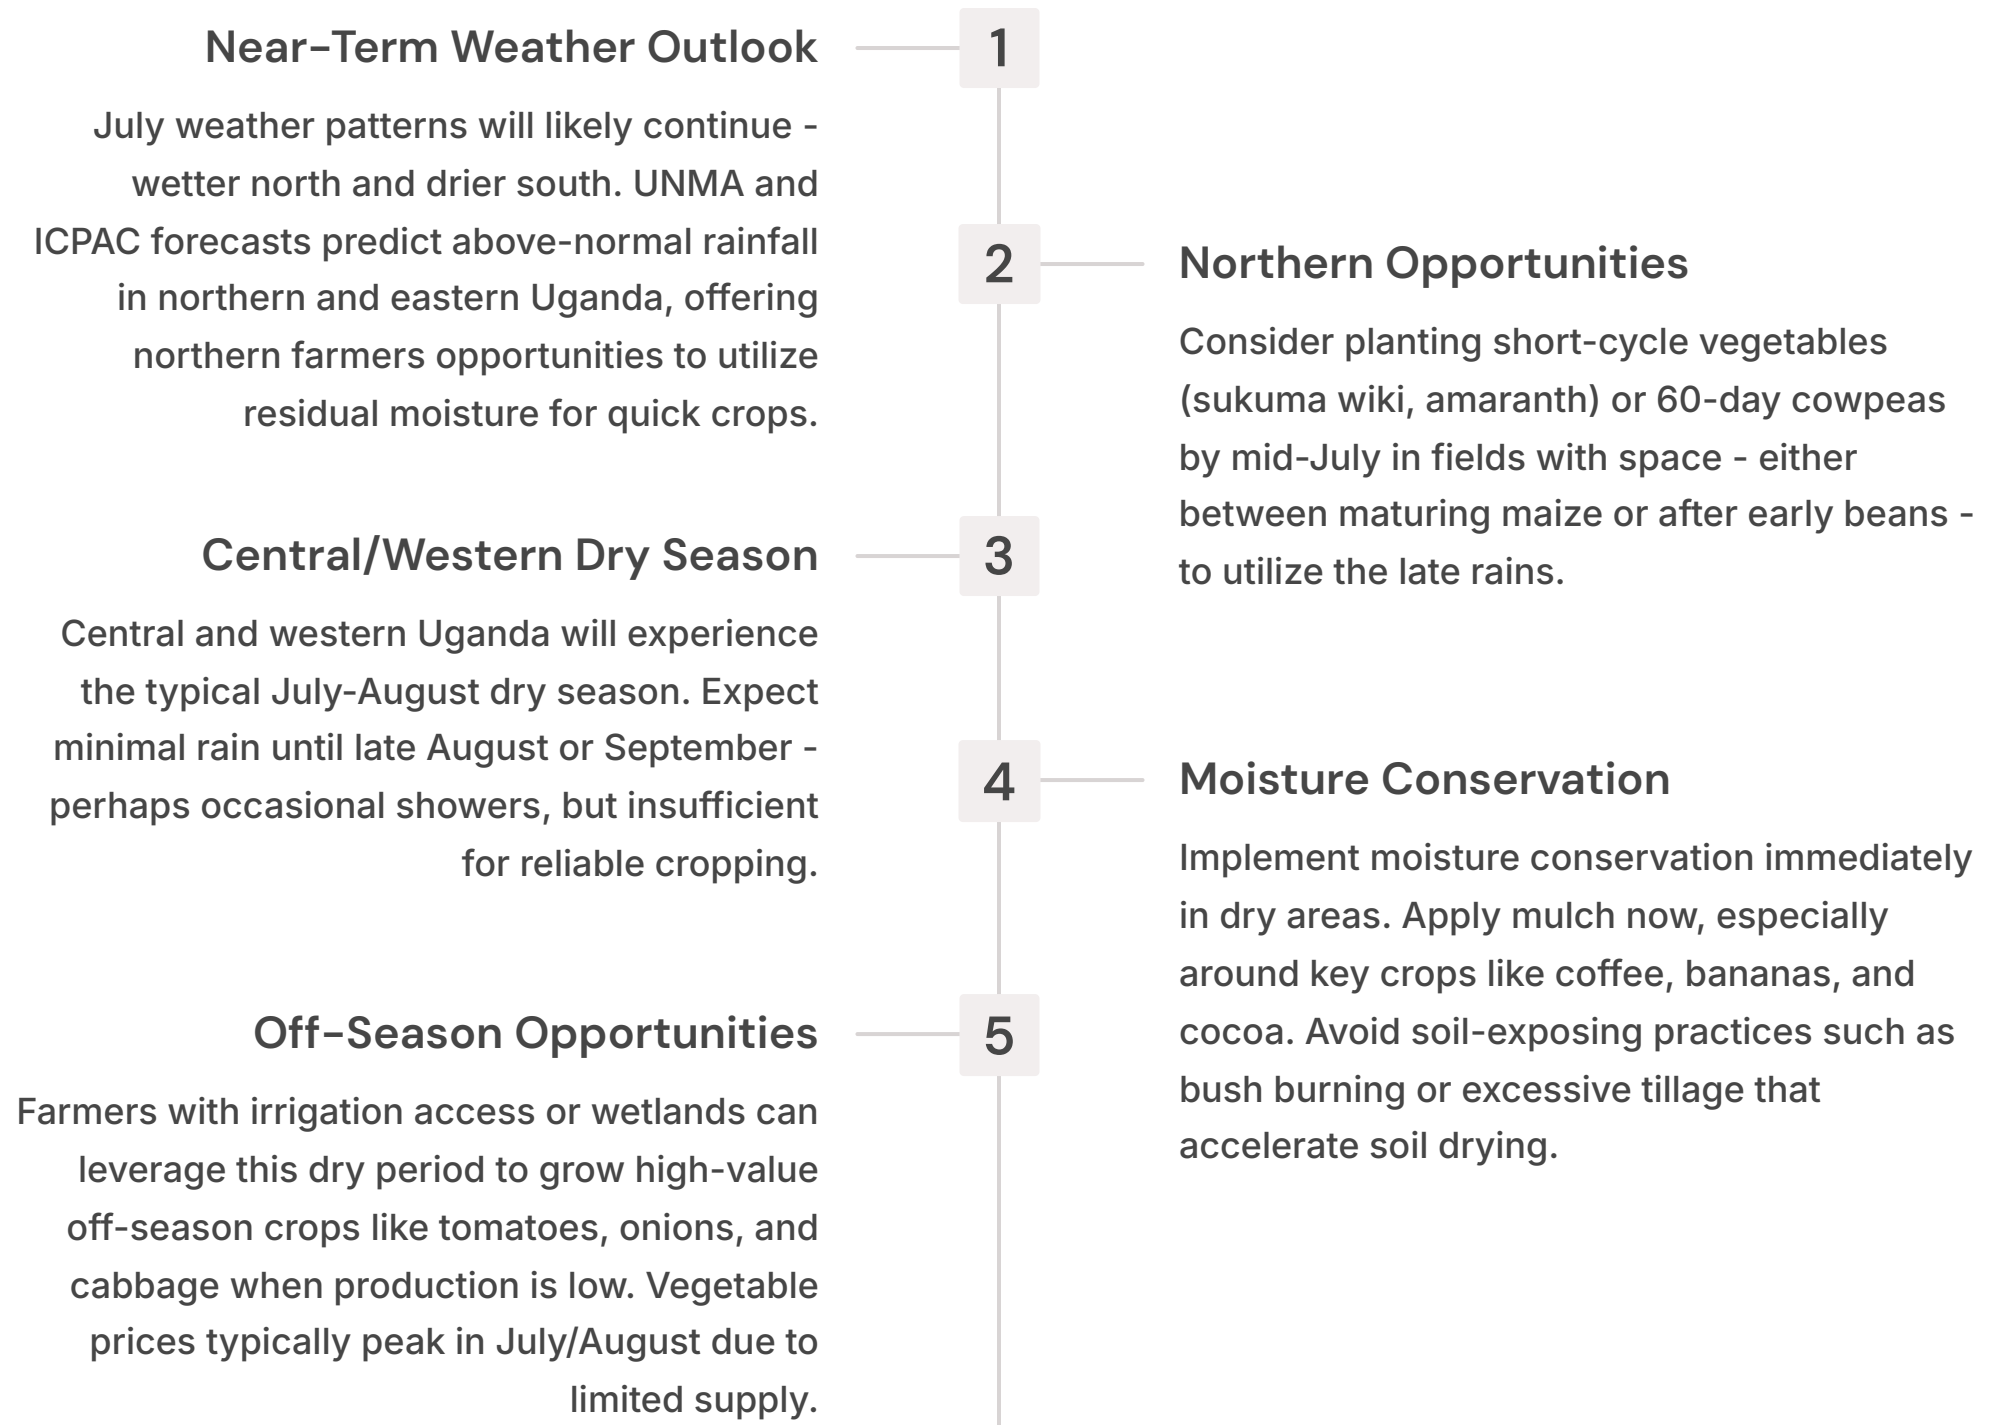 Near-Term Weather Outlook
1
July weather patterns will likely continue -
wetter north and drier south. UNMA and
ICPAC forecasts predict above-normal rainfall
in northern and eastern Uganda, offering
northern farmers opportunities to utilize
residual moisture for quick crops.
2
Northern Opportunities
Consider planting short-cycle vegetables
(sukuma wiki, amaranth) or 60-day cowpeas
by mid-July in fields with space - either
between maturing maize or after early beans -
to utilize the late rains.
Central/Western Dry Season
3
Central and western Uganda will experience
the typical July-August dry season. Expect
minimal rain until late August or September -
perhaps occasional showers, but insufficient
for reliable cropping.
4
Moisture Conservation
Implement moisture conservation immediately
in dry areas. Apply mulch now, especially
around key crops like coffee, bananas, and
cocoa. Avoid soil-exposing practices such as
bush burning or excessive tillage that
accelerate soil drying.
Off-Season Opportunities
5
Farmers with irrigation access or wetlands can
leverage this dry period to grow high-value
off-season crops like tomatoes, onions, and
cabbage when production is low. Vegetable
prices typically peak in July/August due to
limited supply.